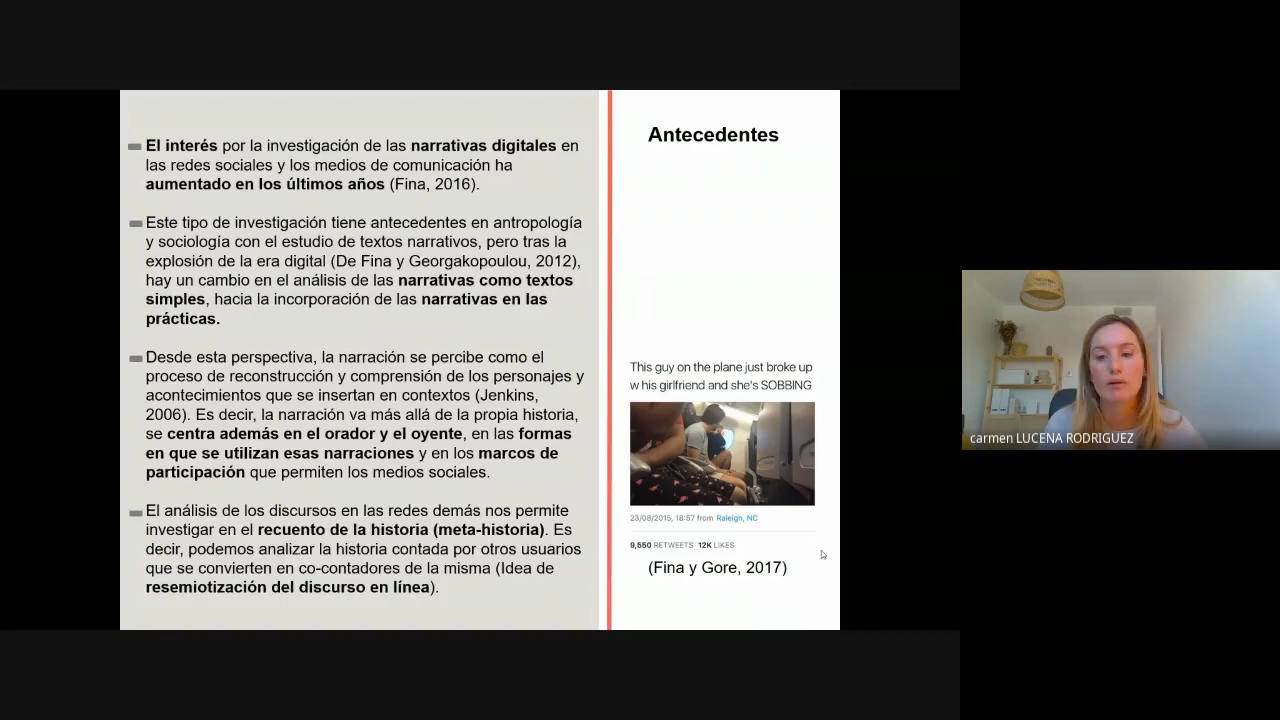 El interés por la investigación de las narrativas digitales en
las redes sociales y los medios de comunicación ha
aumentado en los últimos años (Fina, 2016).
Este tipo de investigación tiene antecedentes en antropología
y sociología con el estudio de textos narrativos, pero tras la
explosión de la era digital (De Fina y Georgakopoulou, 2012),
hay un cambio en el análisis de las narrativas como textos
simples, hacia la incorporación de las narrativas en las
prácticas.
Desde esta perspectiva, la narración se percibe como el
proceso de reconstrucción y comprensión de los personajes y
acontecimientos que se insertan en contextos (Jenkins,
2006). Es decir, la narración va más allá de la propia historia,
se centra además en el orador y el oyente, en las formas
en que se utilizan esas narraciones y en los marcos de
participación que permiten los medios sociales.
El análisis de los discursos en las redes demás nos permite
investigar en el recuento de la historia (meta-historia). Es
decir, podemos analizar la historia contada por otros usuarios
que se convierten en co-contadores de la misma (Idea de
resemiotización del discurso en línea).
Antecedentes
This guy on the plane just broke up
w his girlfriend and she's SOBBING
23/08/2015, 18:57 from Raleigh, NC
9,550 RETWEETS 12K LIKES
(Fina y Gore, 2017)
carmen LUCENA RODRIGUEZ